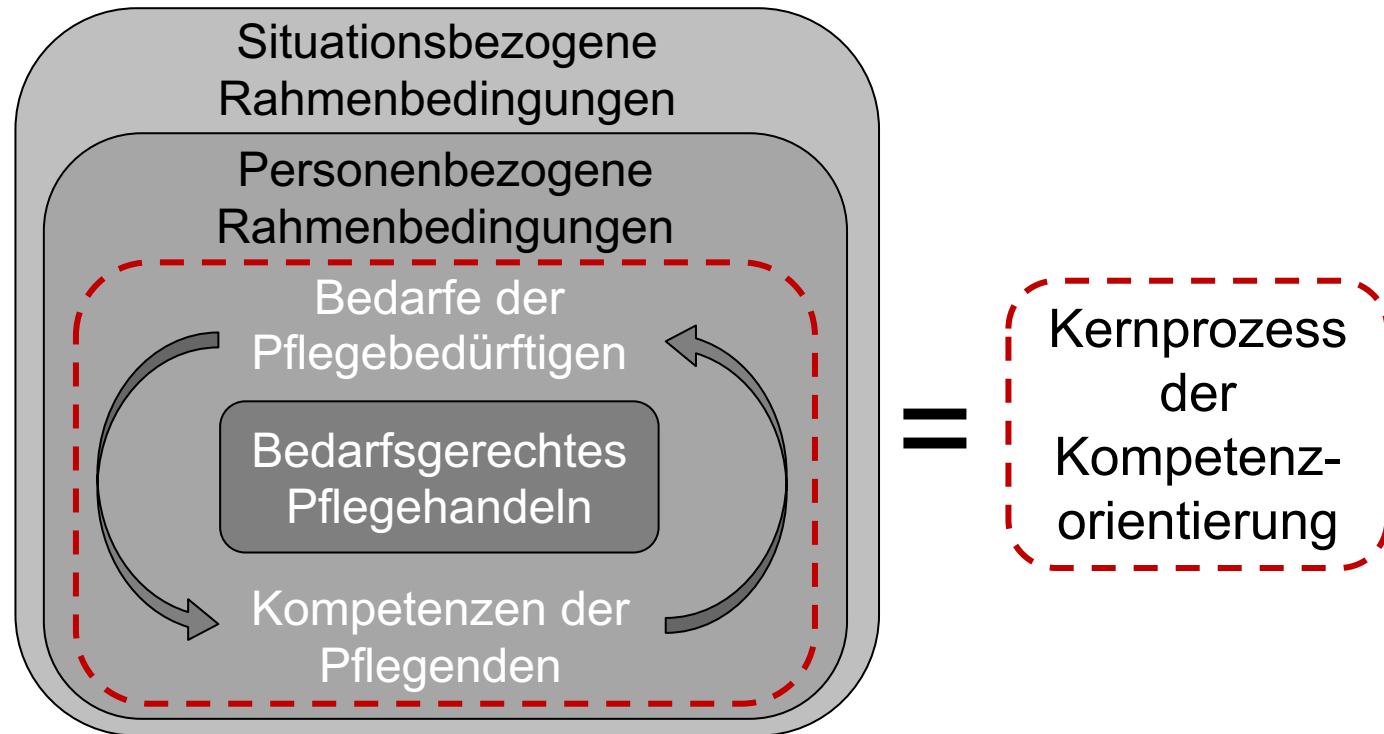 Situationsbezogene
Rahmenbedingungen
Personenbezogene
Rahmenbedingungen
Bedarfe der
Pflegebedürftigen
Bedarfsgerechtes
Pflegehandeln
Kompetenzen der
Pflegenden
=
Kernprozess
der
Kompetenz-
orientierung